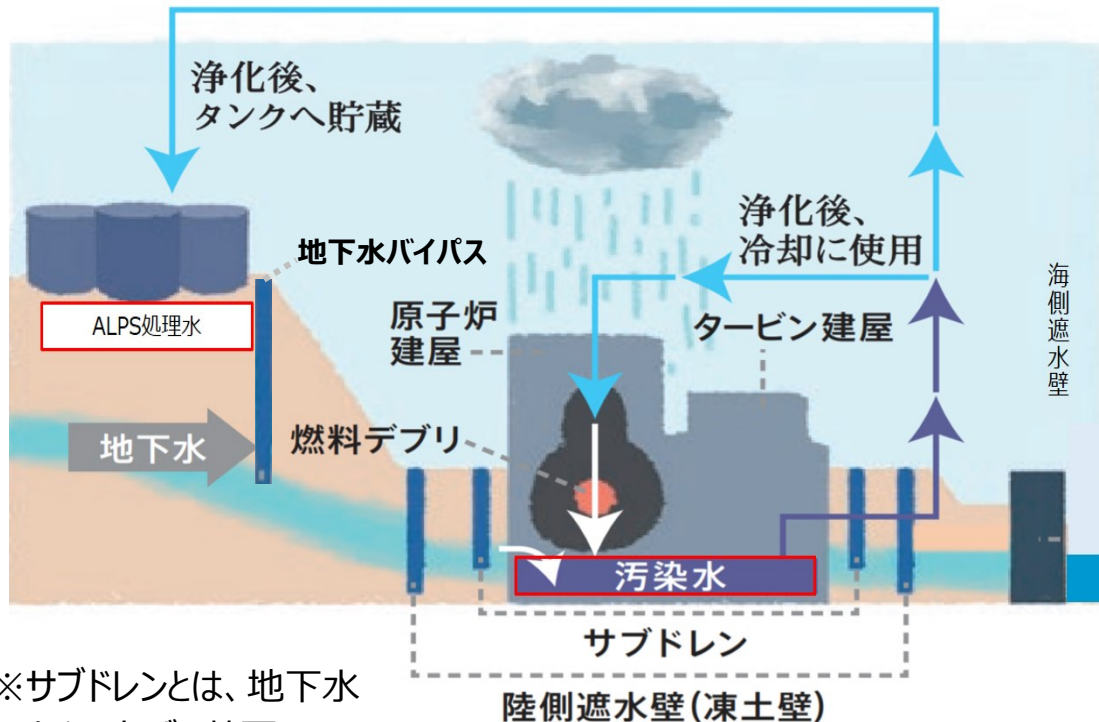 浄化後、
タンクへ貯蔵
浄化後、
冷却に使用
地下水バイパス
海側遮水壁
原子炉
建屋
タービン建屋
ALPS処理水
地下水
燃料デブリ
汚染水
サブドレン
陸側遮水壁(凍土壁)
※サブドレンとは、地下水